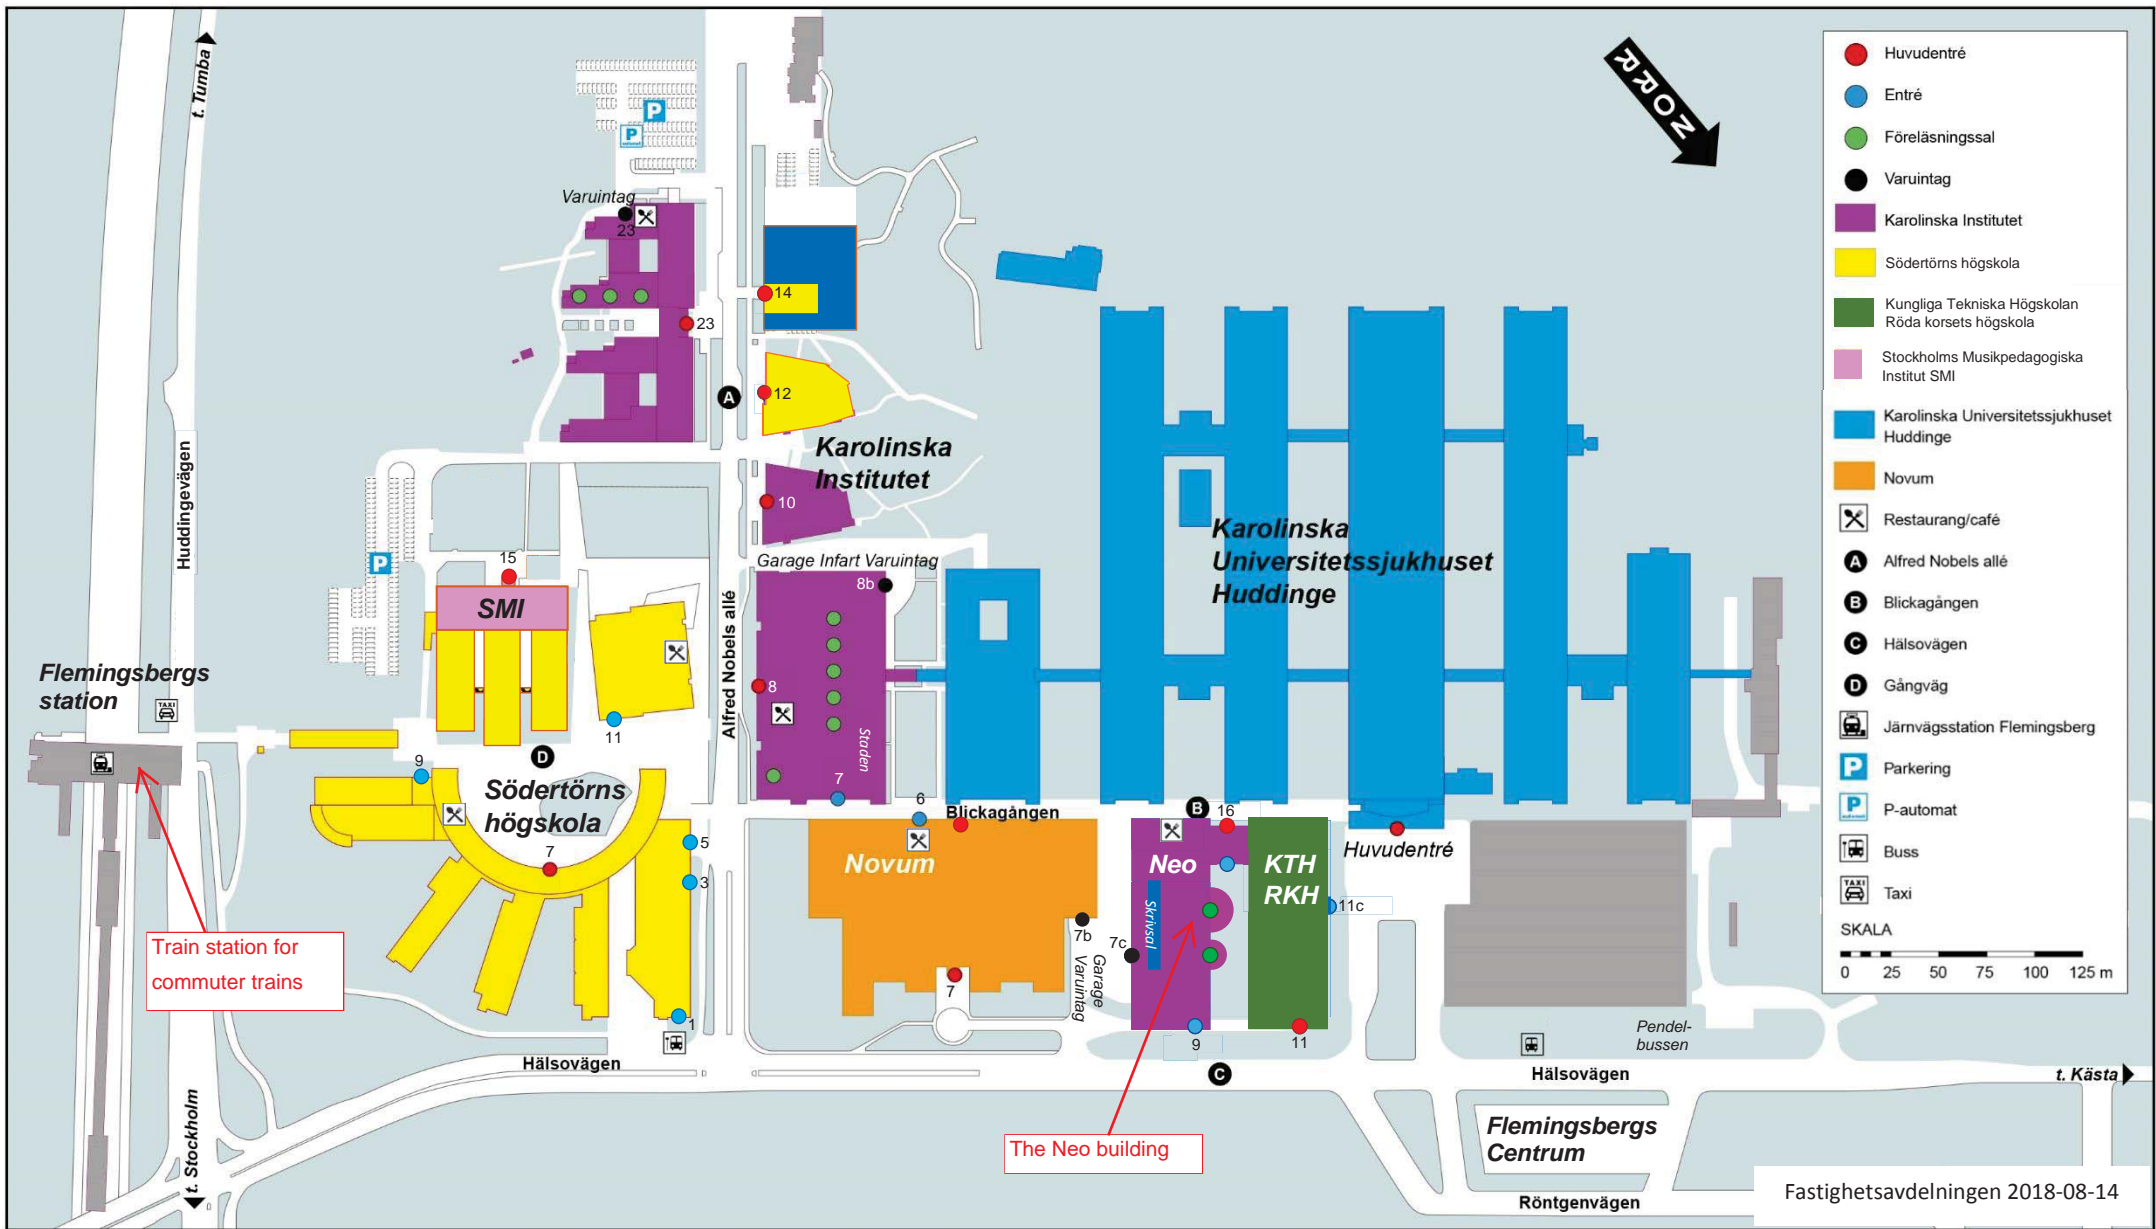 t. Tumba
Huddingevägen
t. Stockholm
Flemingsbergs
station
TAXI
Train station for
commuter trains
P
P
automat
Varuintag
23
23
14
12
A
Karolinska
Institutet
10
Garage Infart Varuintag
8b
8
Staden
7
Alfred Nobels allé
P
15
SMI
11
D
9
Södertörns
högskola
7
5
3
1
Hälsovägen
6
Blickagången
Novum
7b
7
Garage
Varuintag
B
16
Neo
Skrivsal
7c
9
KTH
RKH
11c
11
C
The Neo building
Karolinska
Universitetssjukhuset
Huddinge
Huvudentré
Pendel-
bussen
Hälsovägen
t. Kästa
Flemingsbergs
Centrum
Röntgenvägen
NORR
Huvudentré
Entré
Föreläsningssal
Varuintag
Karolinska Institutet
Södertörns högskola
Kungliga Tekniska Högskolan
Röda korsets högskola
Stockholms Musikpedagogiska
Institut SMI
Karolinska Universitetssjukhuset
Huddinge
Novum
Restaurang/café
A Alfred Nobels allé
B Blickagången
C Hälsovägen
D Gångväg
Järnvägsstation Flemingsberg
P Parkering
P automat P-automat
Buss
TAXI Taxi
SKALA
0 25 50 75 100 125 m
Fastighetsavdelningen 2018-08-14